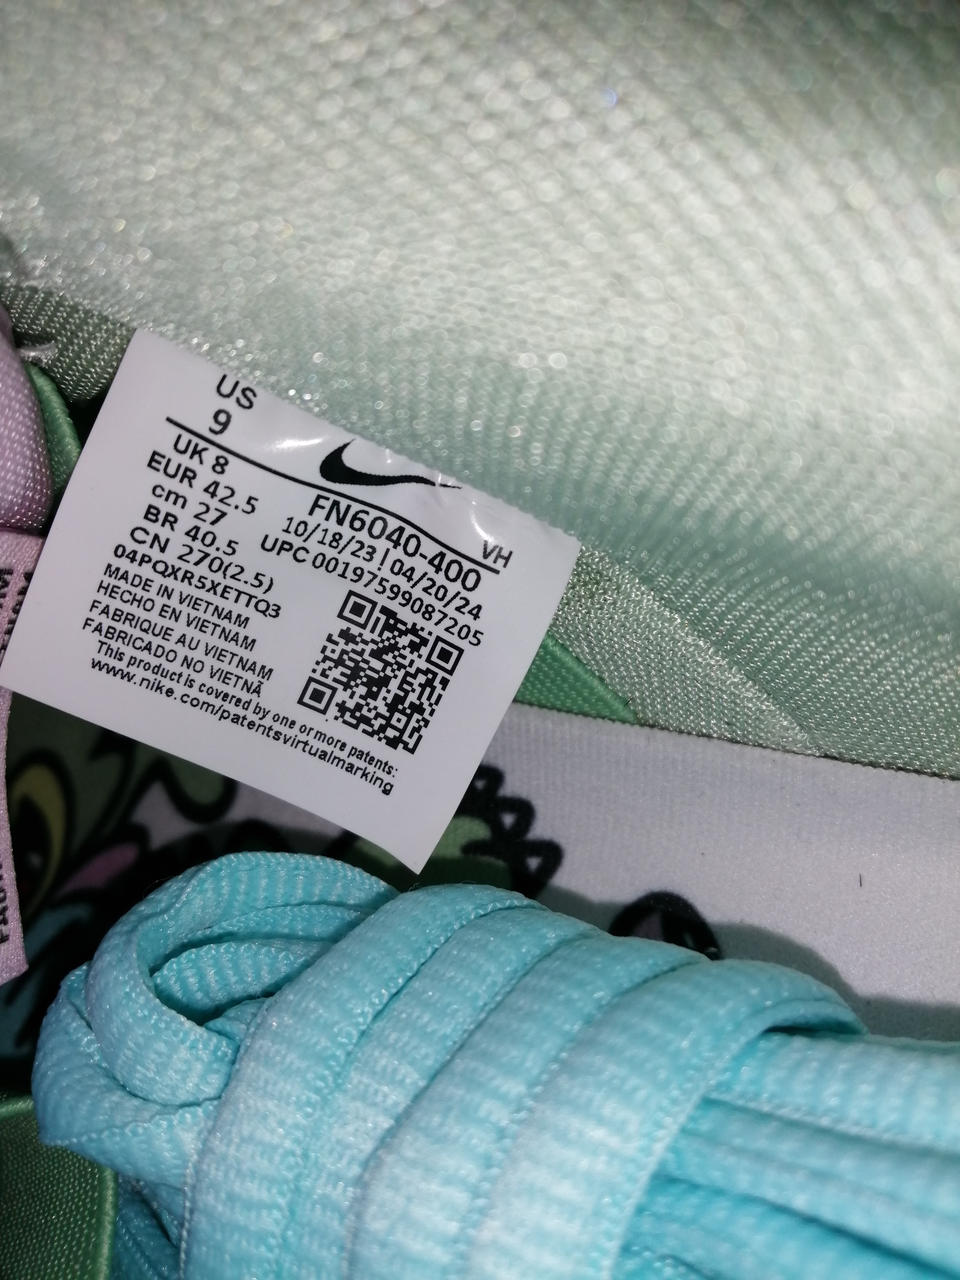 US
9
UK 8
EUR 42.5
cm 27
BR 40.5
CN 270(2.5)
04PQXR5XETTQ3
MADE IN VIETNAM
HECHO EN VIETNAM
FABRIQUE AU VIETNAM
FABRICADO NO VIETNÃ
This product is covered by one or more patents:
www.nike.com/patentsvirtualmarking
VH
FN6040-400
10/18/23 | 04/20/24
UPC 00197599087205